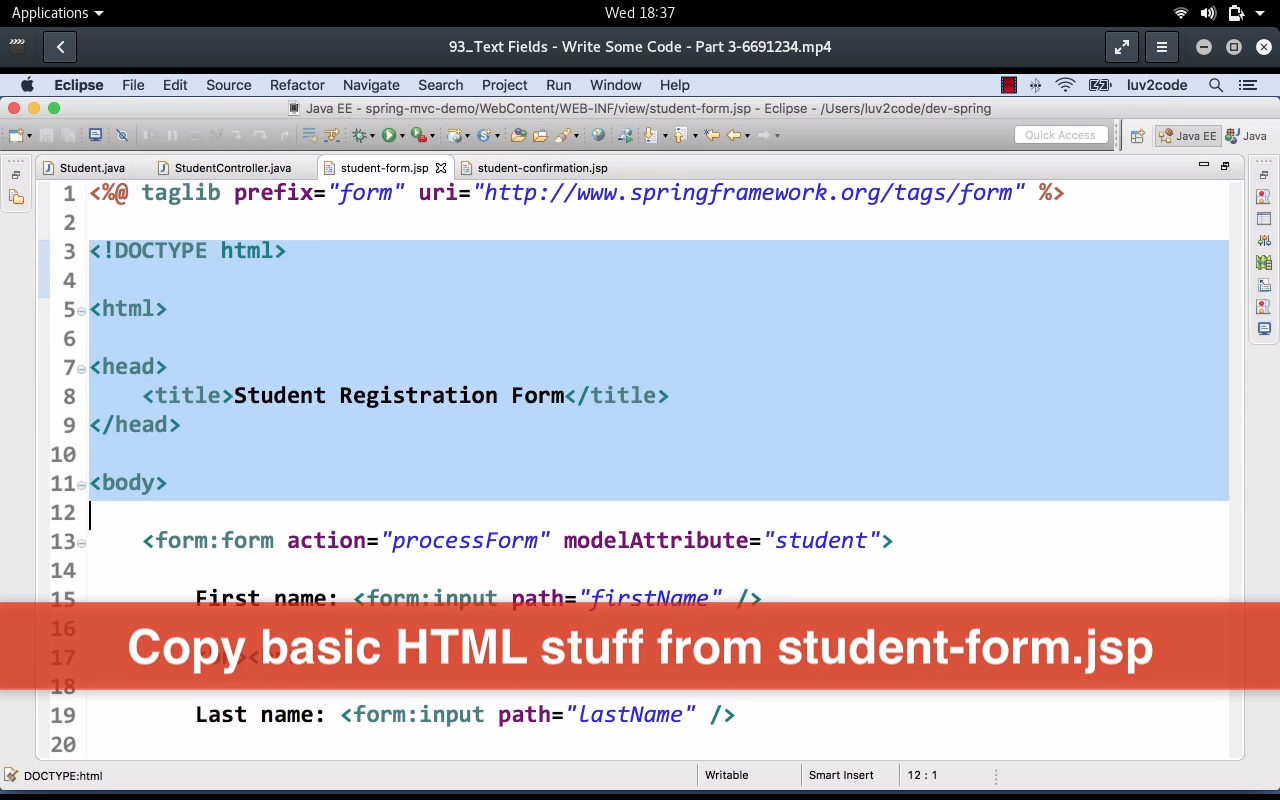 Applications
Wed 18:37
93_Text Fields - Write Some Code - Part 3-6691234.mp4
Eclipse File Edit Source Refactor Navigate Search Project Run Window Help
luv2code
Java EE - spring-mvc-demo/WebContent/WEB-INF/view/student-form.jsp - Eclipse - /Users/luv2code/dev-spring
Quick Access
Java EE
Java
Student.java
StudentController.java
student-form.jsp
student-confirmation.jsp
1 <%@ taglib prefix="form" uri="http://www.springframework.org/tags/form" %>
2
3 <!DOCTYPE html>
4
5 <html>
6
7 <head>
8 <title>Student Registration Form</title>
9 </head>
10
11 <body>
12
13 <form:form action="processForm" modelAttribute="student">
14
15 First name: <form:input path="firstName" />
16
Copy basic HTML stuff from student-form.jsp
17
18
19 Last name: <form:input path="lastName" />
20
DOCTYPE:html
Writable
Smart Insert
12 : 1